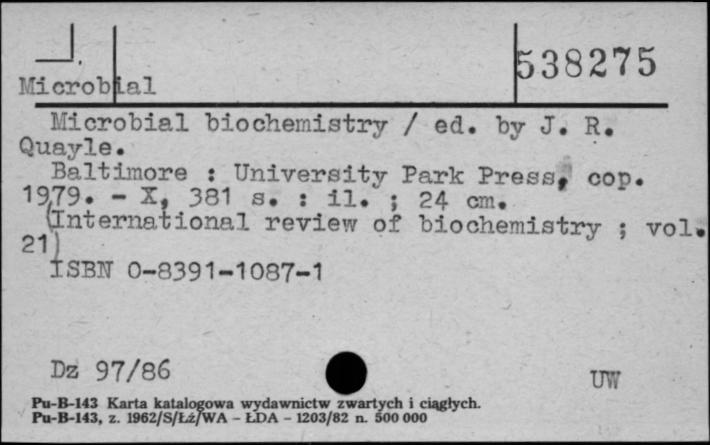 538275
Microbial
Microbial biochemistry / ed. by J. R.
Quayle.
Baltimore : University Park Press, cop.
1979. - X, 381 s. : il. ; 24 cm.
(International review of biochemistry ; vol.
21)
ISBN 0-8391-1087-1
Dz 97/86
UW
Pu-B-143 Karta katalogowa wydawnictw zwartych i ciągłych.
Pu-B-143, z. 1962/S/Łż/WA - ŁDA - 1203/82 n. 500 000